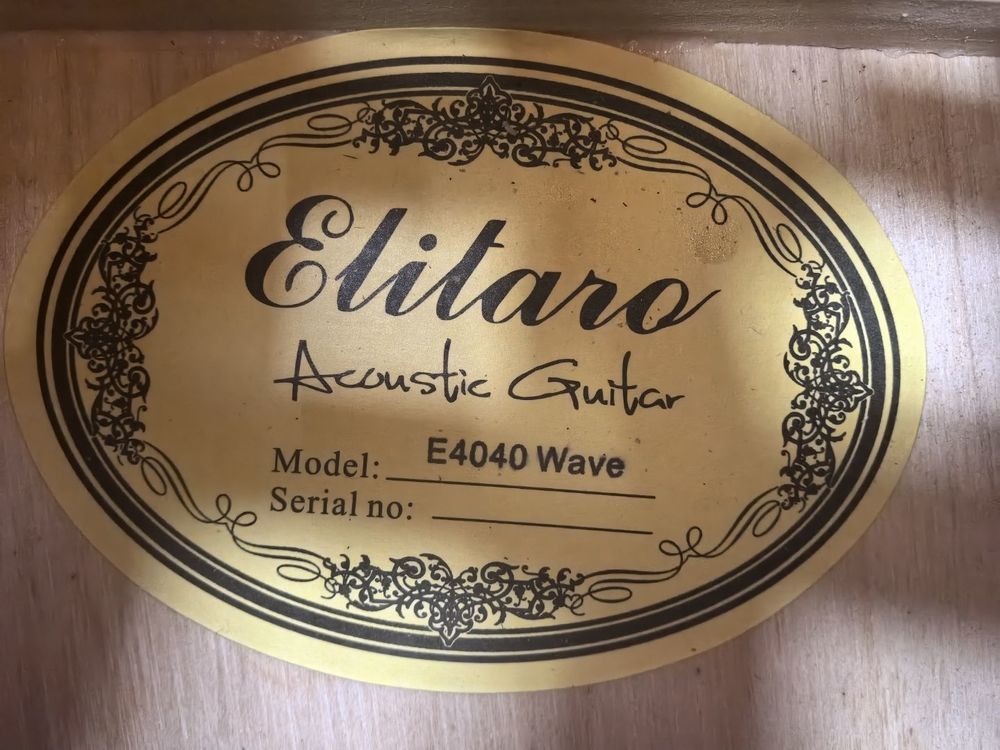 Elitaro
Acoustic Guitar
Model: E4040 Wave
Serial no: